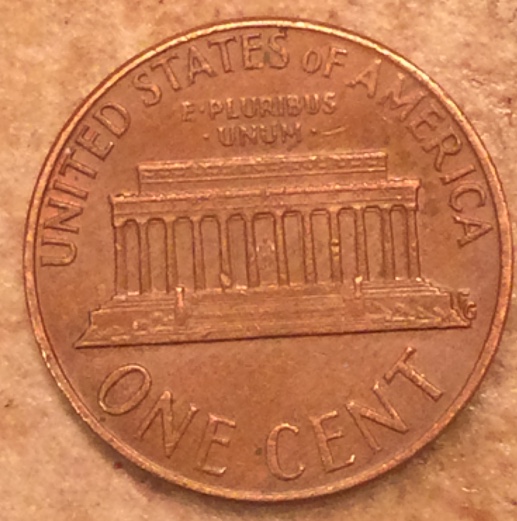 UNITED STATES OF AMERICA
E·PLURIBUS
·UNUM·
ONE CENT